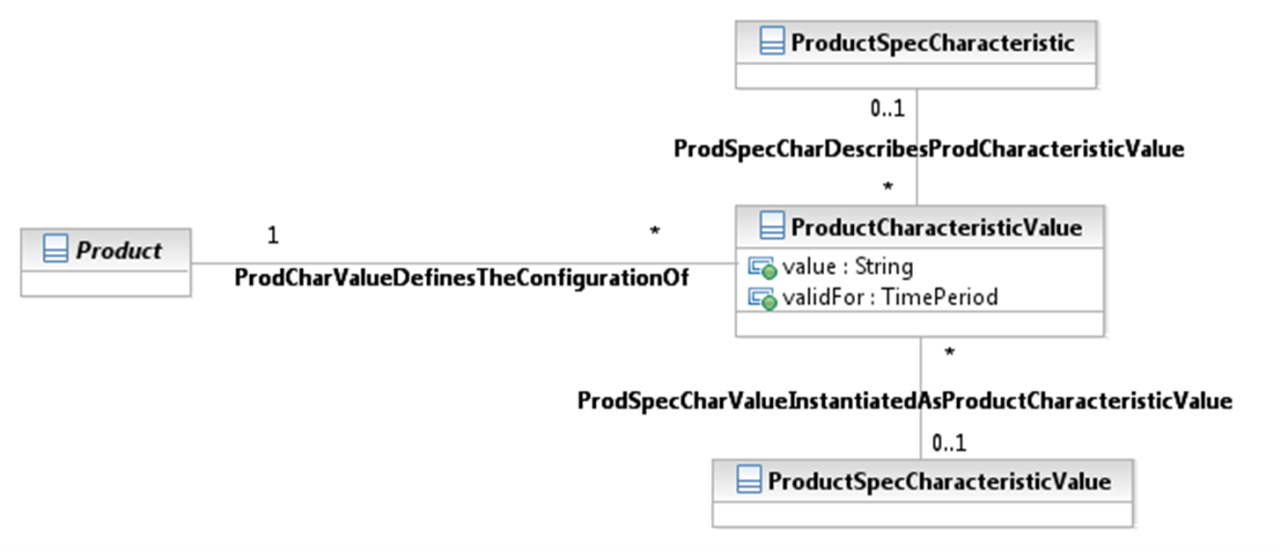 ProductSpecCharacteristic
0..1
ProdSpecCharDescribesProdCharacteristicValue
*
Product
1
*
ProdCharValueDefinesTheConfigurationOf
ProductCharacteristicValue
value : String
validFor : TimePeriod
*
ProdSpecCharValueInstantiatedAsProductCharacteristicValue
0..1
ProductSpecCharacteristicValue